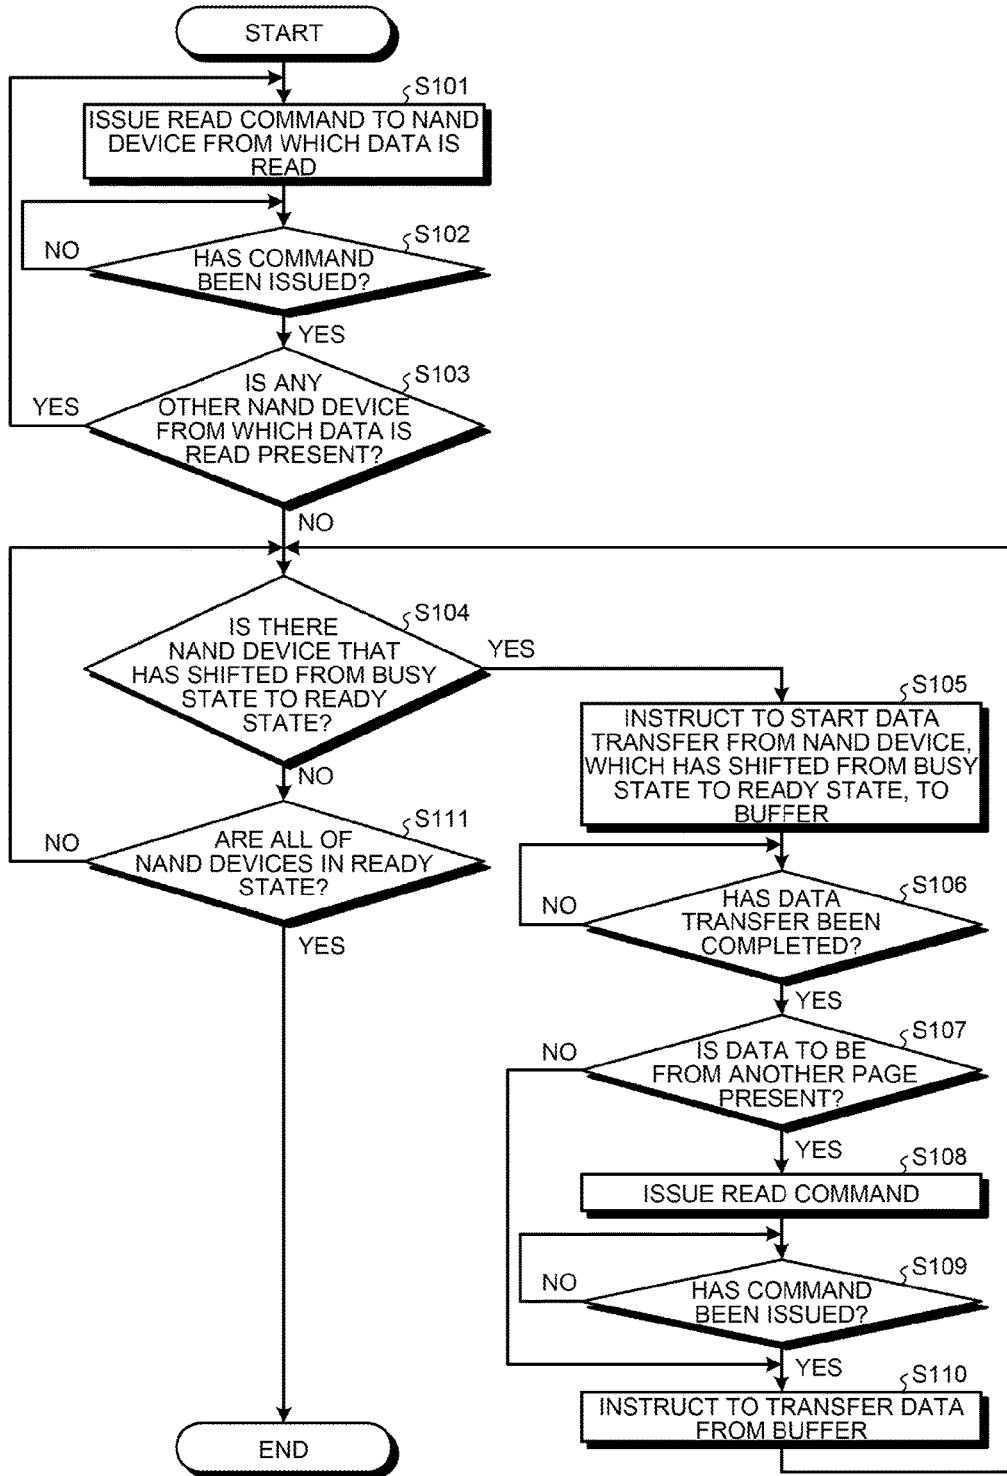 START
S101
ISSUE READ COMMAND TO NAND
DEVICE FROM WHICH DATA IS
READ
S102
NO
HAS COMMAND
BEEN ISSUED?
YES
S103
YES
IS ANY
OTHER NAND DEVICE
FROM WHICH DATA IS
READ PRESENT?
NO
S104
IS THERE
NAND DEVICE THAT
HAS SHIFTED FROM BUSY
STATE TO READY
STATE?
YES
NO
S105
INSTRUCT TO START DATA
TRANSFER FROM NAND DEVICE,
WHICH HAS SHIFTED FROM BUSY
STATE TO READY STATE, TO
BUFFER
S111
NO
ARE ALL OF
NAND DEVICES IN READY
STATE?
YES
S106
NO
HAS DATA
TRANSFER BEEN
COMPLETED?
YES
S107
NO
IS DATA TO BE
FROM ANOTHER PAGE
PRESENT?
YES
S108
ISSUE READ COMMAND
S109
NO
HAS COMMAND
BEEN ISSUED?
YES
S110
INSTRUCT TO TRANSFER DATA
FROM BUFFER
END